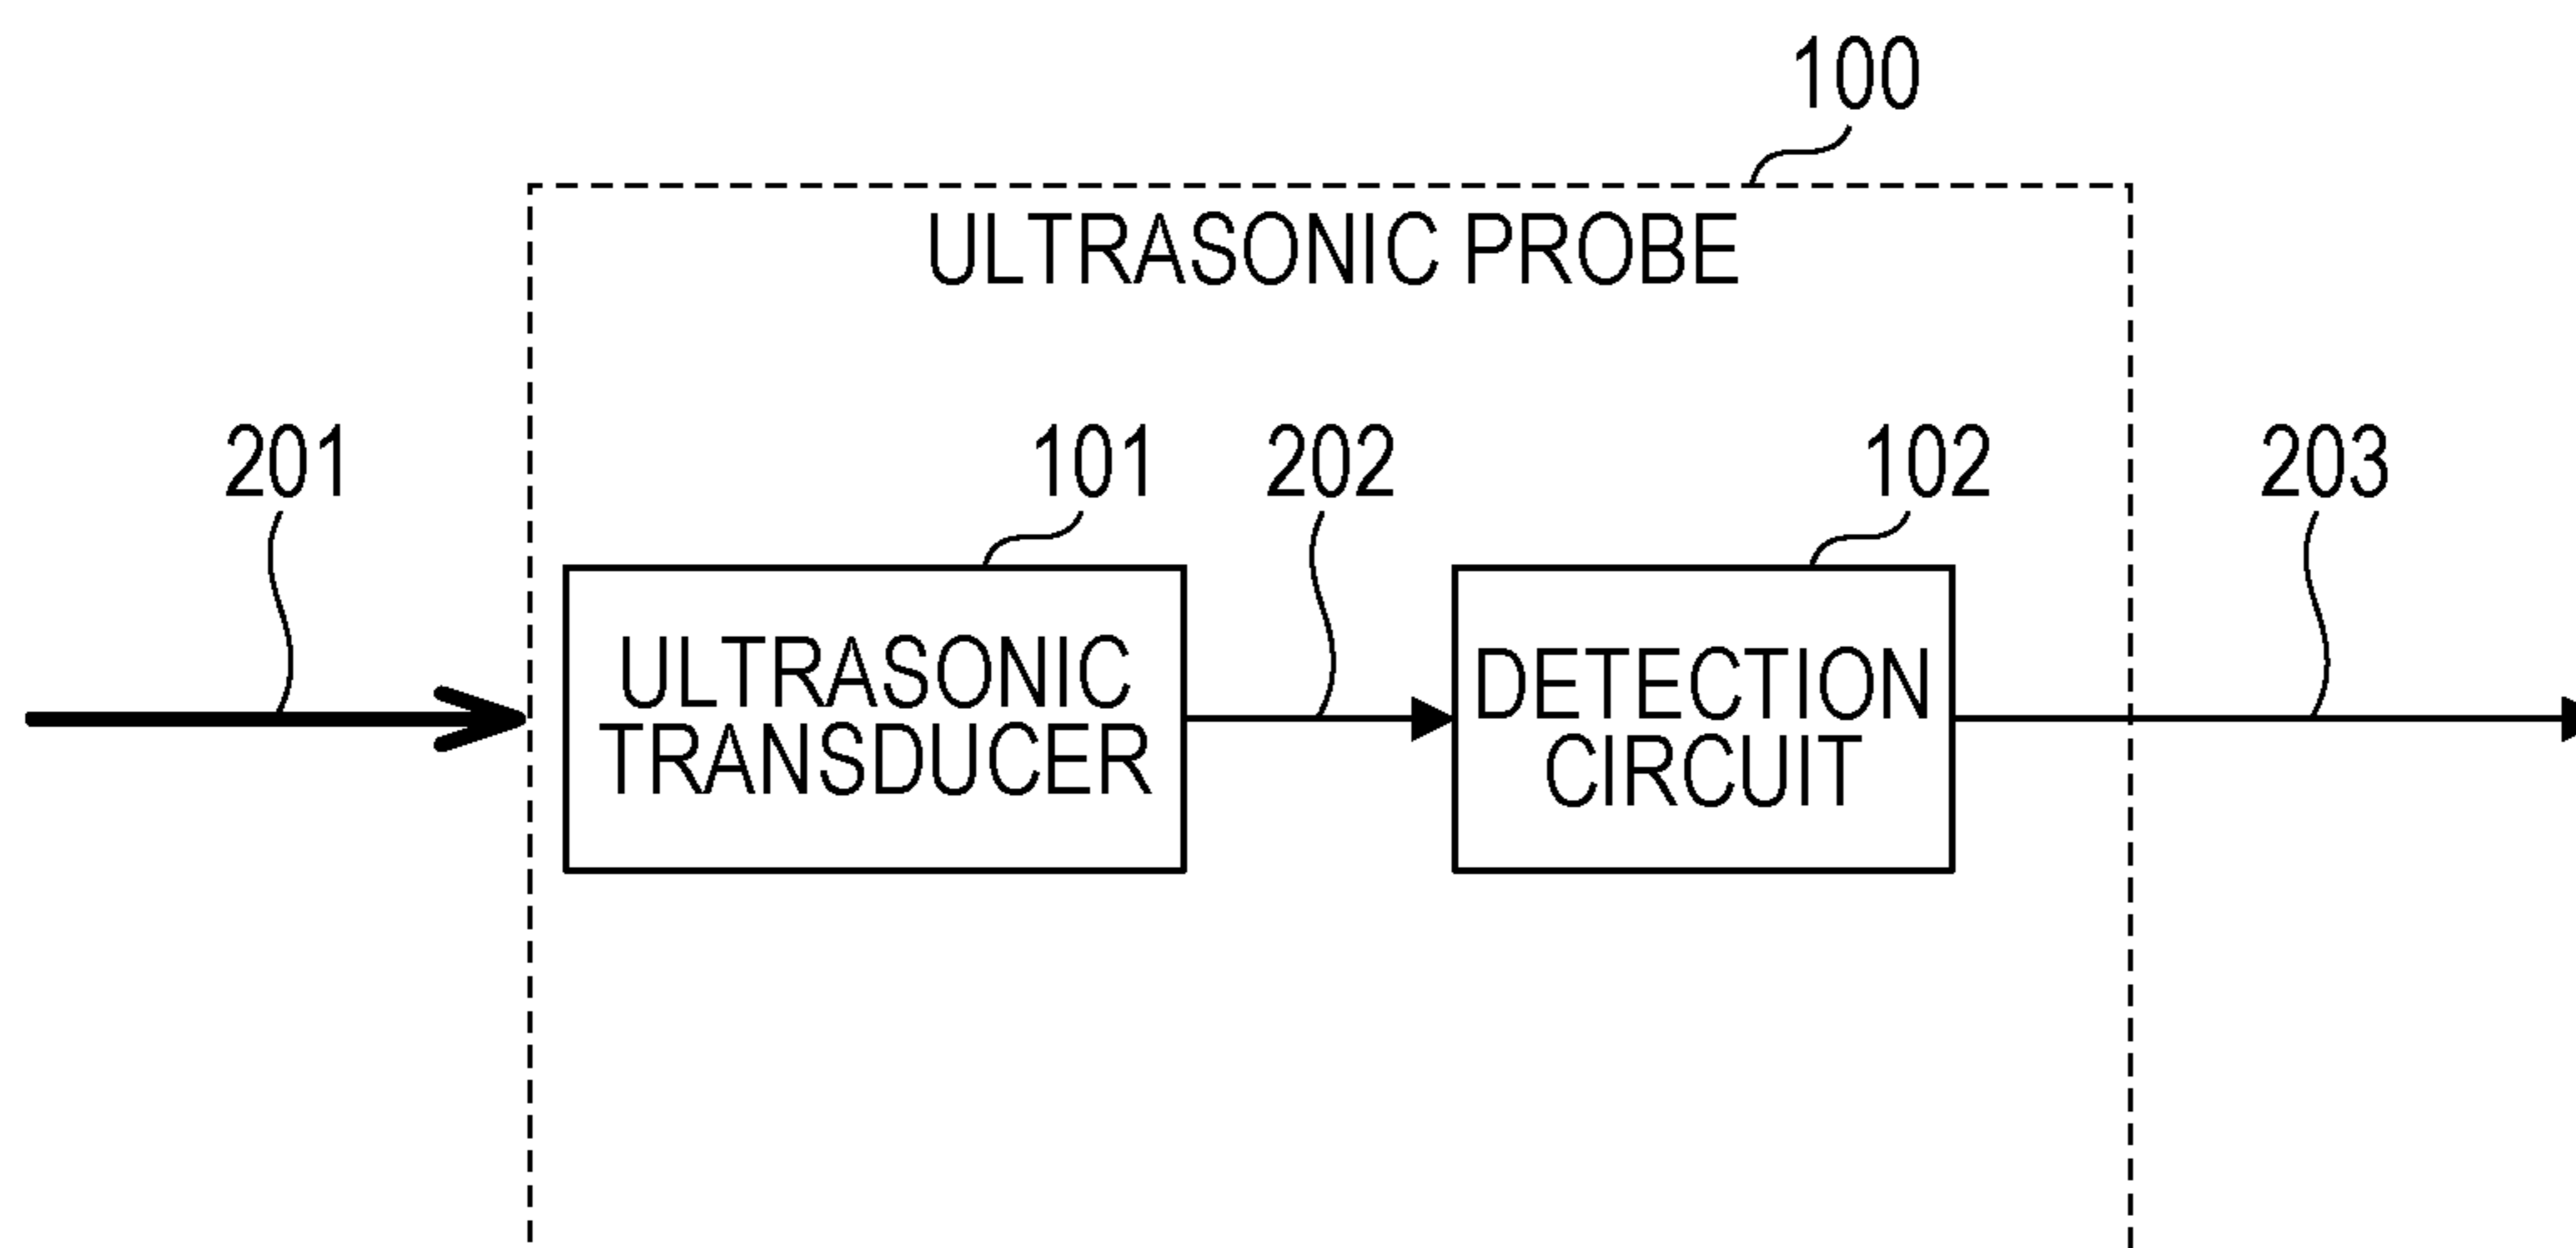 100
ULTRASONIC PROBE
201
101
202
102
203
ULTRASONIC
TRANSDUCER
DETECTION
CIRCUIT